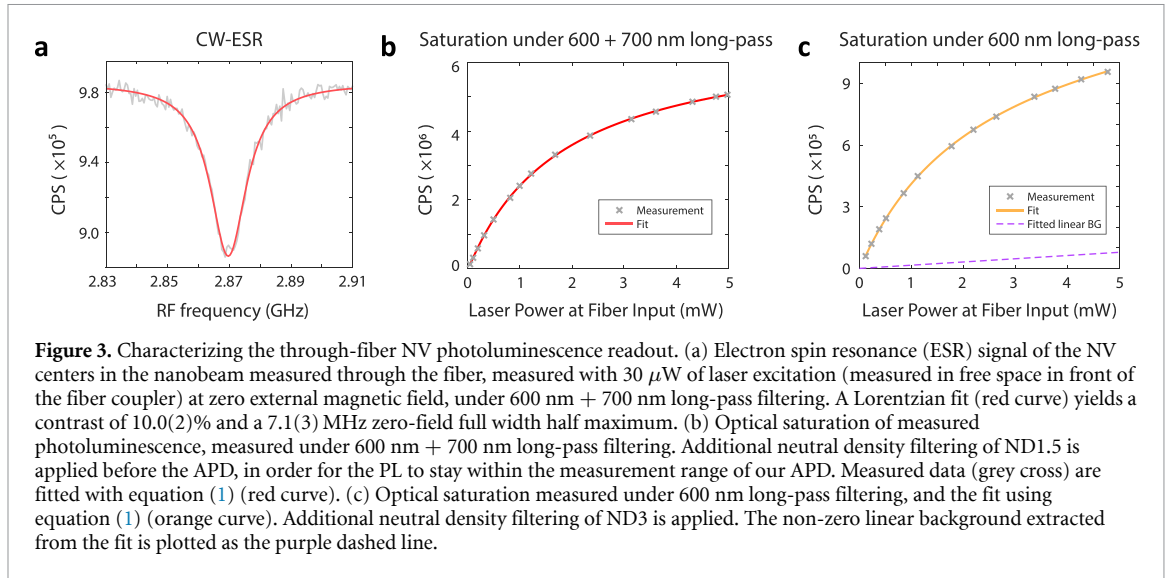 a
CW-ESR
CPS ( ×10⁵)
9.8
9.4
9.0
2.83
2.85
2.87
2.89
2.91
RF frequency (GHz)
b
Saturation under 600 + 700 nm long-pass
CPS ( ×10⁶)
6
4
2
0
Measurement
Fit
0
1
2
3
4
5
Laser Power at Fiber Input (mW)
c
Saturation under 600 nm long-pass
CPS ( ×10⁵)
9
6
3
0
Measurement
Fit
Fitted linear BG
0
1
2
3
4
5
Laser Power at Fiber Input (mW)
Figure 3. Characterizing the through-fiber NV photoluminescence readout. (a) Electron spin resonance (ESR) signal of the NV
centers in the nanobeam measured through the fiber, measured with 30 μW of laser excitation (measured in free space in front of
the fiber coupler) at zero external magnetic field, under 600 nm + 700 nm long-pass filtering. A Lorentzian fit (red curve) yields a
contrast of 10.0(2)% and a 7.1(3) MHz zero-field full width half maximum. (b) Optical saturation of measured
photoluminescence, measured under 600 nm + 700 nm long-pass filtering. Additional neutral density filtering of ND1.5 is
applied before the APD, in order for the PL to stay within the measurement range of our APD. Measured data (grey cross) are
fitted with equation (1) (red curve). (c) Optical saturation measured under 600 nm long-pass filtering, and the fit using
equation (1) (orange curve). Additional neutral density filtering of ND3 is applied. The non-zero linear background extracted
from the fit is plotted as the purple dashed line.